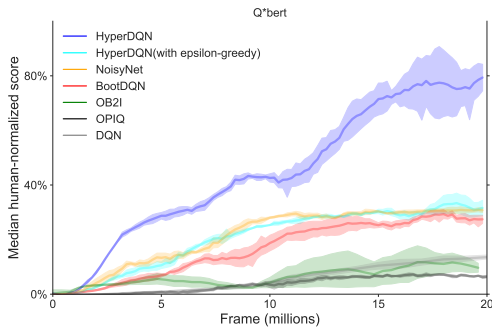 Q*bert
HyperDQN
HyperDQN(with epsilon-greedy)
NoisyNet
BootDQN
OB2I
OPIQ
DQN
Median human-normalized score
80%
40%
0%
0 5 10 15 20
Frame (millions)